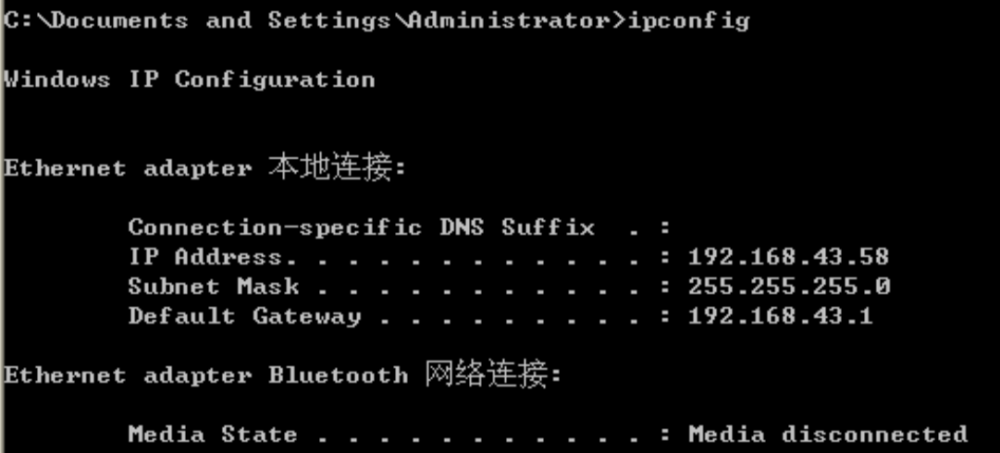 C:\Documents and Settings\Administrator>ipconfig
Windows IP Configuration
Ethernet adapter 本地连接:
Connection-specific DNS Suffix  . :
IP Address. . . . . . . . . . . . : 192.168.43.58
Subnet Mask . . . . . . . . . . . : 255.255.255.0
Default Gateway . . . . . . . . . : 192.168.43.1
Ethernet adapter Bluetooth 网络连接:
Media State . . . . . . . . . . . : Media disconnected